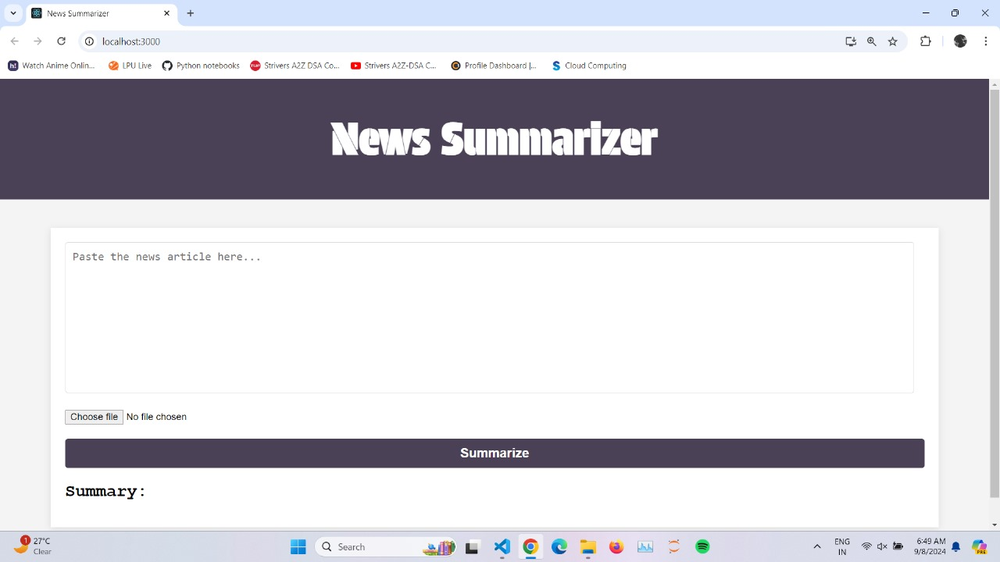 News Summarizer
localhost:3000
Watch Anime Onlin...
LPU Live
Python notebooks
Strivers A2Z DSA Co...
Strivers A2Z-DSA C...
Profile Dashboard |...
Cloud Computing
News Summarizer
Paste the news article here...
Choose file No file chosen
Summarize
Summary:
1
27°C
Clear
Search
ENG
IN
6:49 AM
9/8/2024
PRE